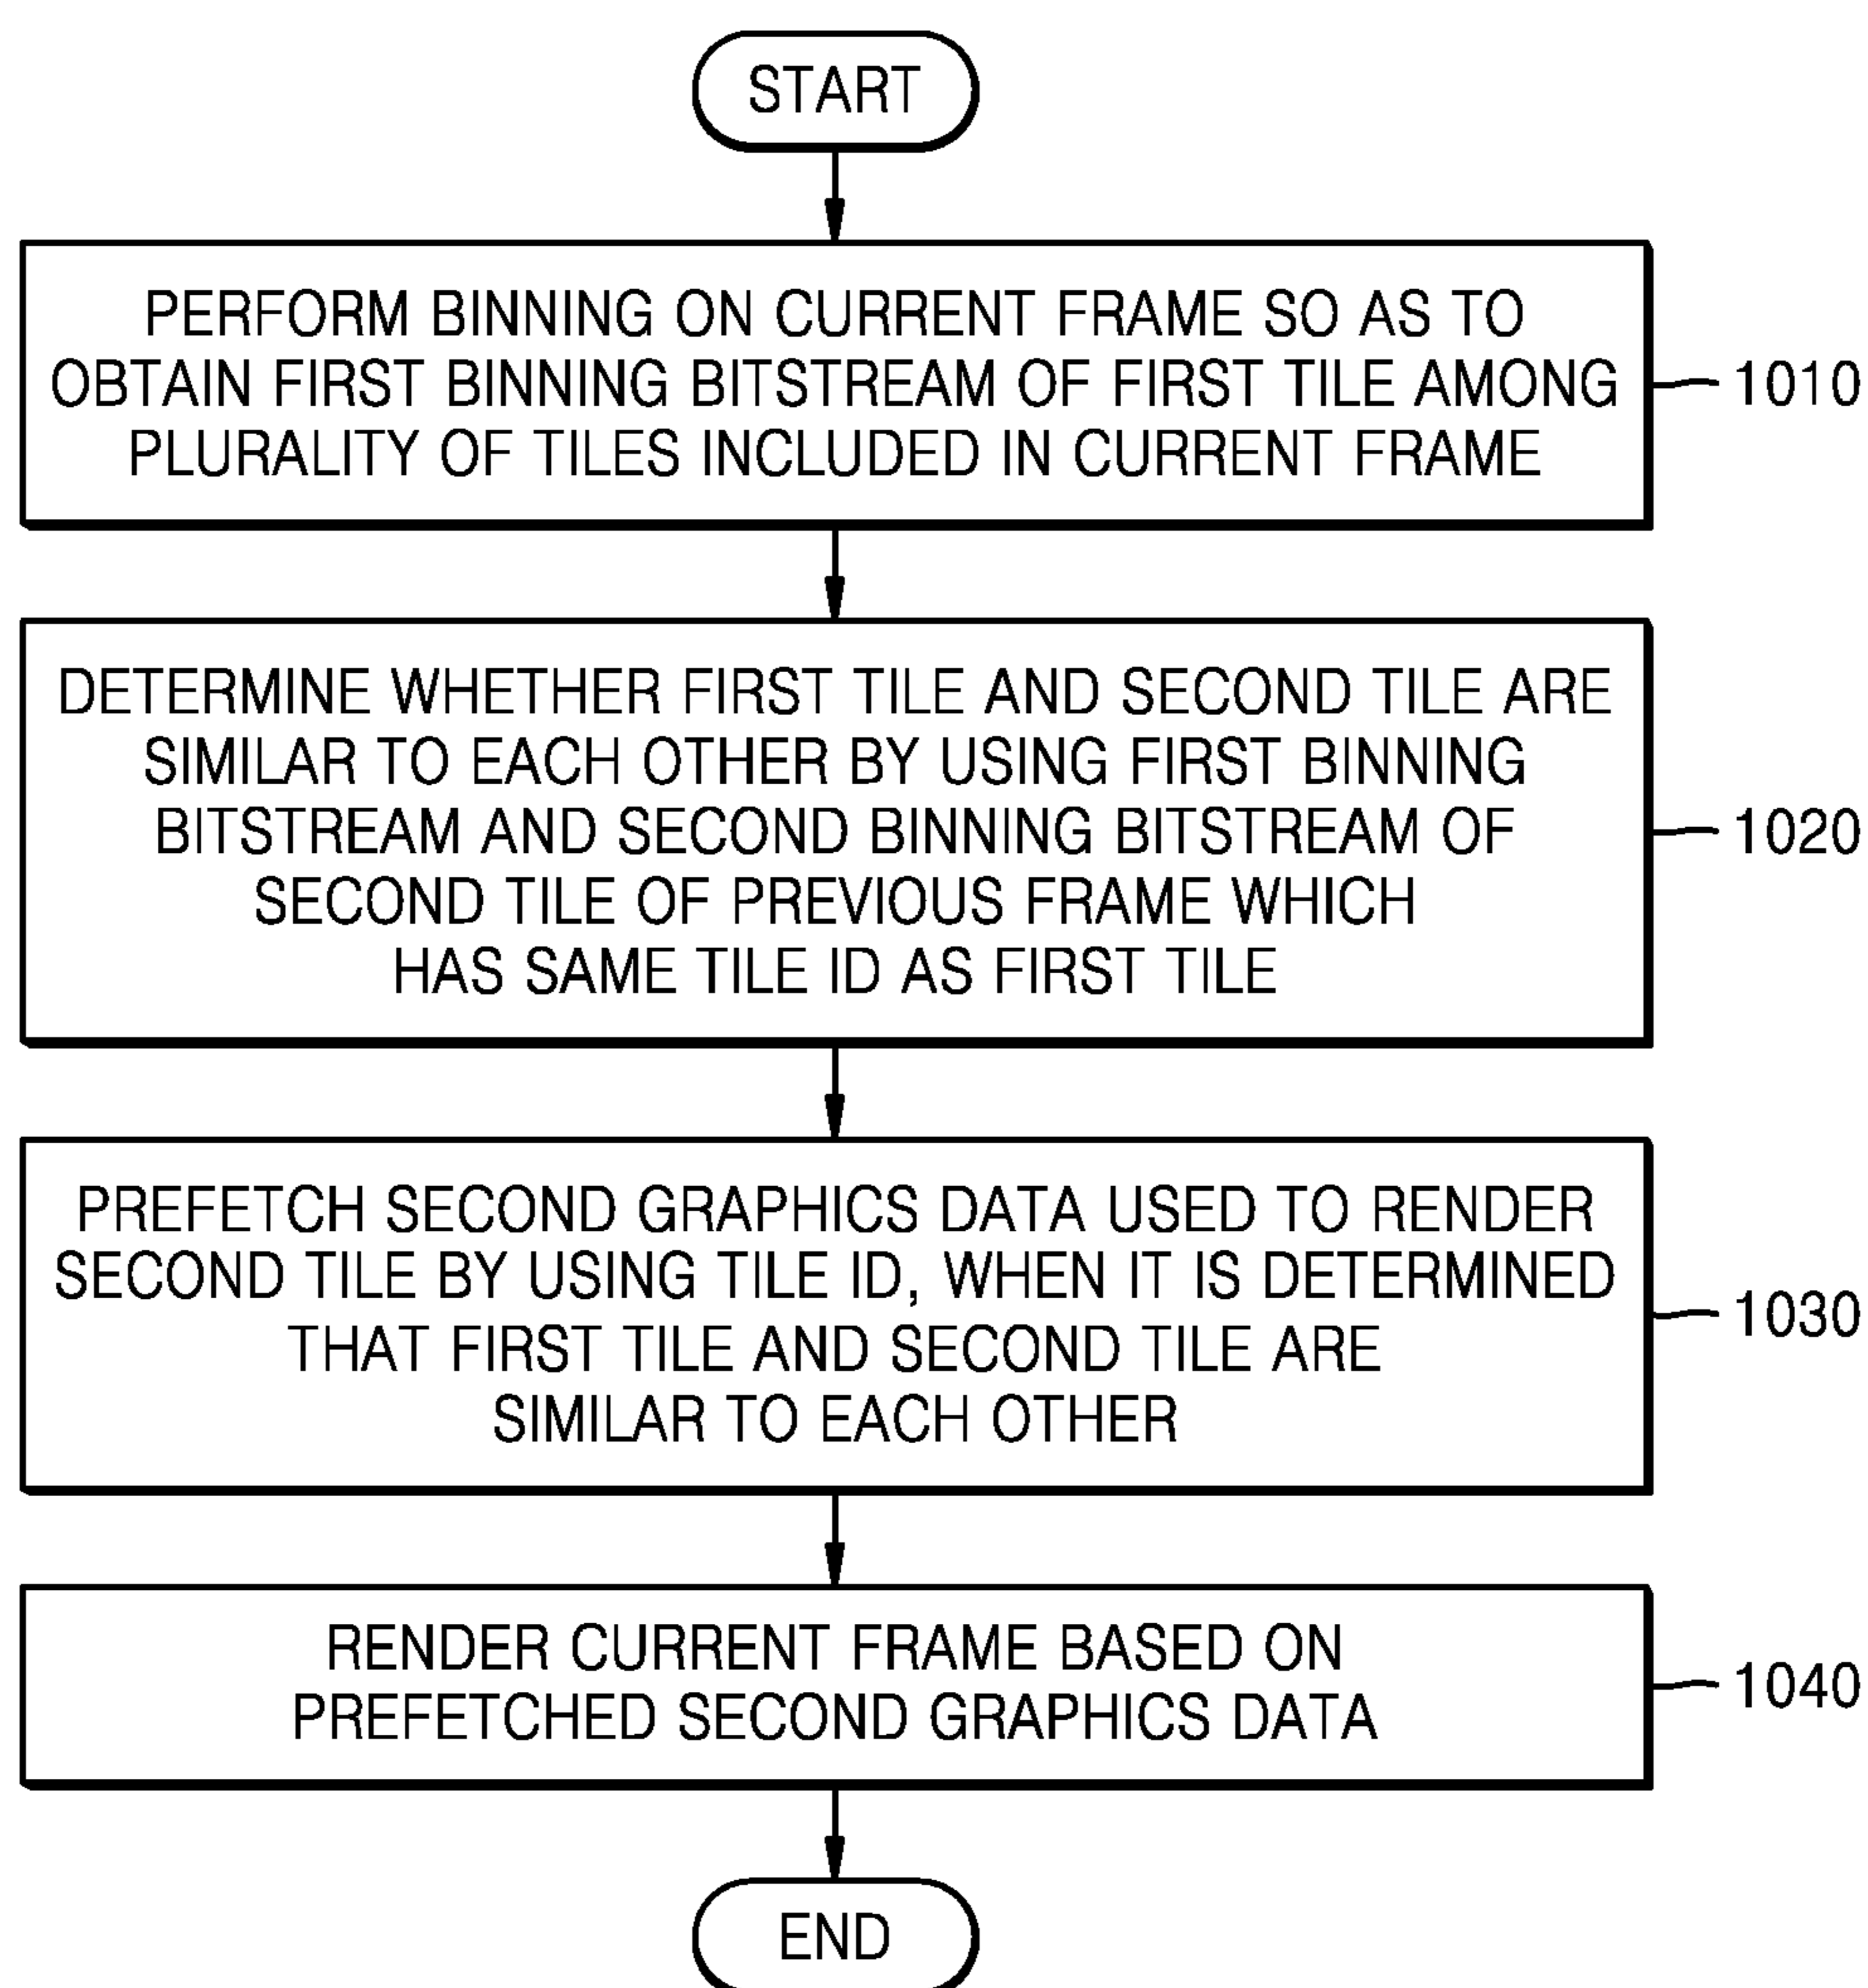 START
PERFORM BINNING ON CURRENT FRAME SO AS TO
OBTAIN FIRST BINNING BITSTREAM OF FIRST TILE AMONG
PLURALITY OF TILES INCLUDED IN CURRENT FRAME
1010
DETERMINE WHETHER FIRST TILE AND SECOND TILE ARE
SIMILAR TO EACH OTHER BY USING FIRST BINNING
BITSTREAM AND SECOND BINNING BITSTREAM OF
SECOND TILE OF PREVIOUS FRAME WHICH
HAS SAME TILE ID AS FIRST TILE
1020
PREFETCH SECOND GRAPHICS DATA USED TO RENDER
SECOND TILE BY USING TILE ID, WHEN IT IS DETERMINED
THAT FIRST TILE AND SECOND TILE ARE
SIMILAR TO EACH OTHER
1030
RENDER CURRENT FRAME BASED ON
PREFETCHED SECOND GRAPHICS DATA
1040
END